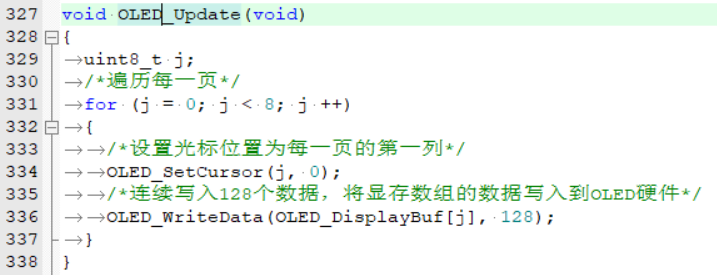 327 void OLED_Update(void)
328 {
329 →uint8_t j;
330 →/*遍历每一页*/
331 →for (j = 0; j < 8; j ++)
332 →{
333 →→/*设置光标位置为每一页的第一列*/
334 →→OLED_SetCursor(j, 0);
335 →→/*连续写入128个数据，将显存数组的数据写入到OLED硬件*/
336 →→OLED_WriteData(OLED_DisplayBuf[j], 128);
337 →}
338 }